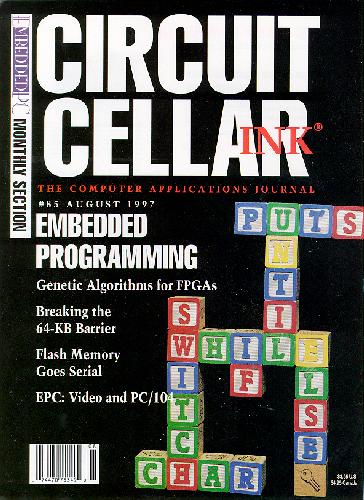 EMBEDDED PC MONTHLY SECTION
CIRCUIT
CELLAR
INK®
THE COMPUTER APPLICATIONS JOURNAL
#85 AUGUST 1997
EMBEDDED
PROGRAMMING
Genetic Algorithms for FPGAs
Breaking the
64-KB Barrier
Flash Memory
Goes Serial
EPC: Video and PC/104
PUTS
UNTIL
SWITCH
WHILE
IF
ELSE
CHAR